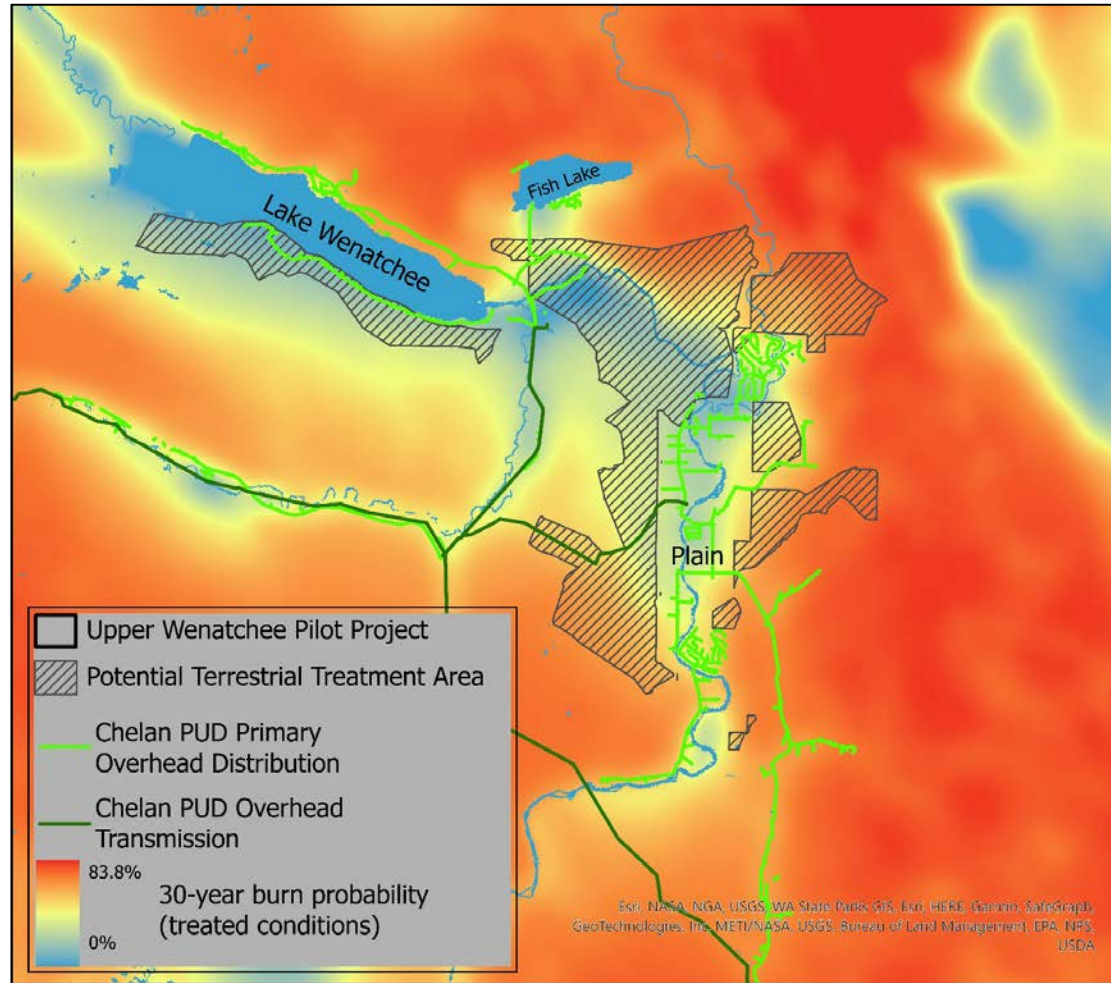 Fish Lake
Lake Wenatchee
Plain
Upper Wenatchee Pilot Project
Potential Terrestrial Treatment Area
Chelan PUD Primary
Overhead Distribution
Chelan PUD Overhead
Transmission
83.8%
0%
30-year burn probability
(treated conditions)
Esri, NASA, NGA, USGS, WA State Parks GIS, Esri, HERE, Garmin, SafeGraph,
GeoTechnologies, Inc, METI/NASA, USGS, Bureau of Land Management, EPA, NPS,
USDA